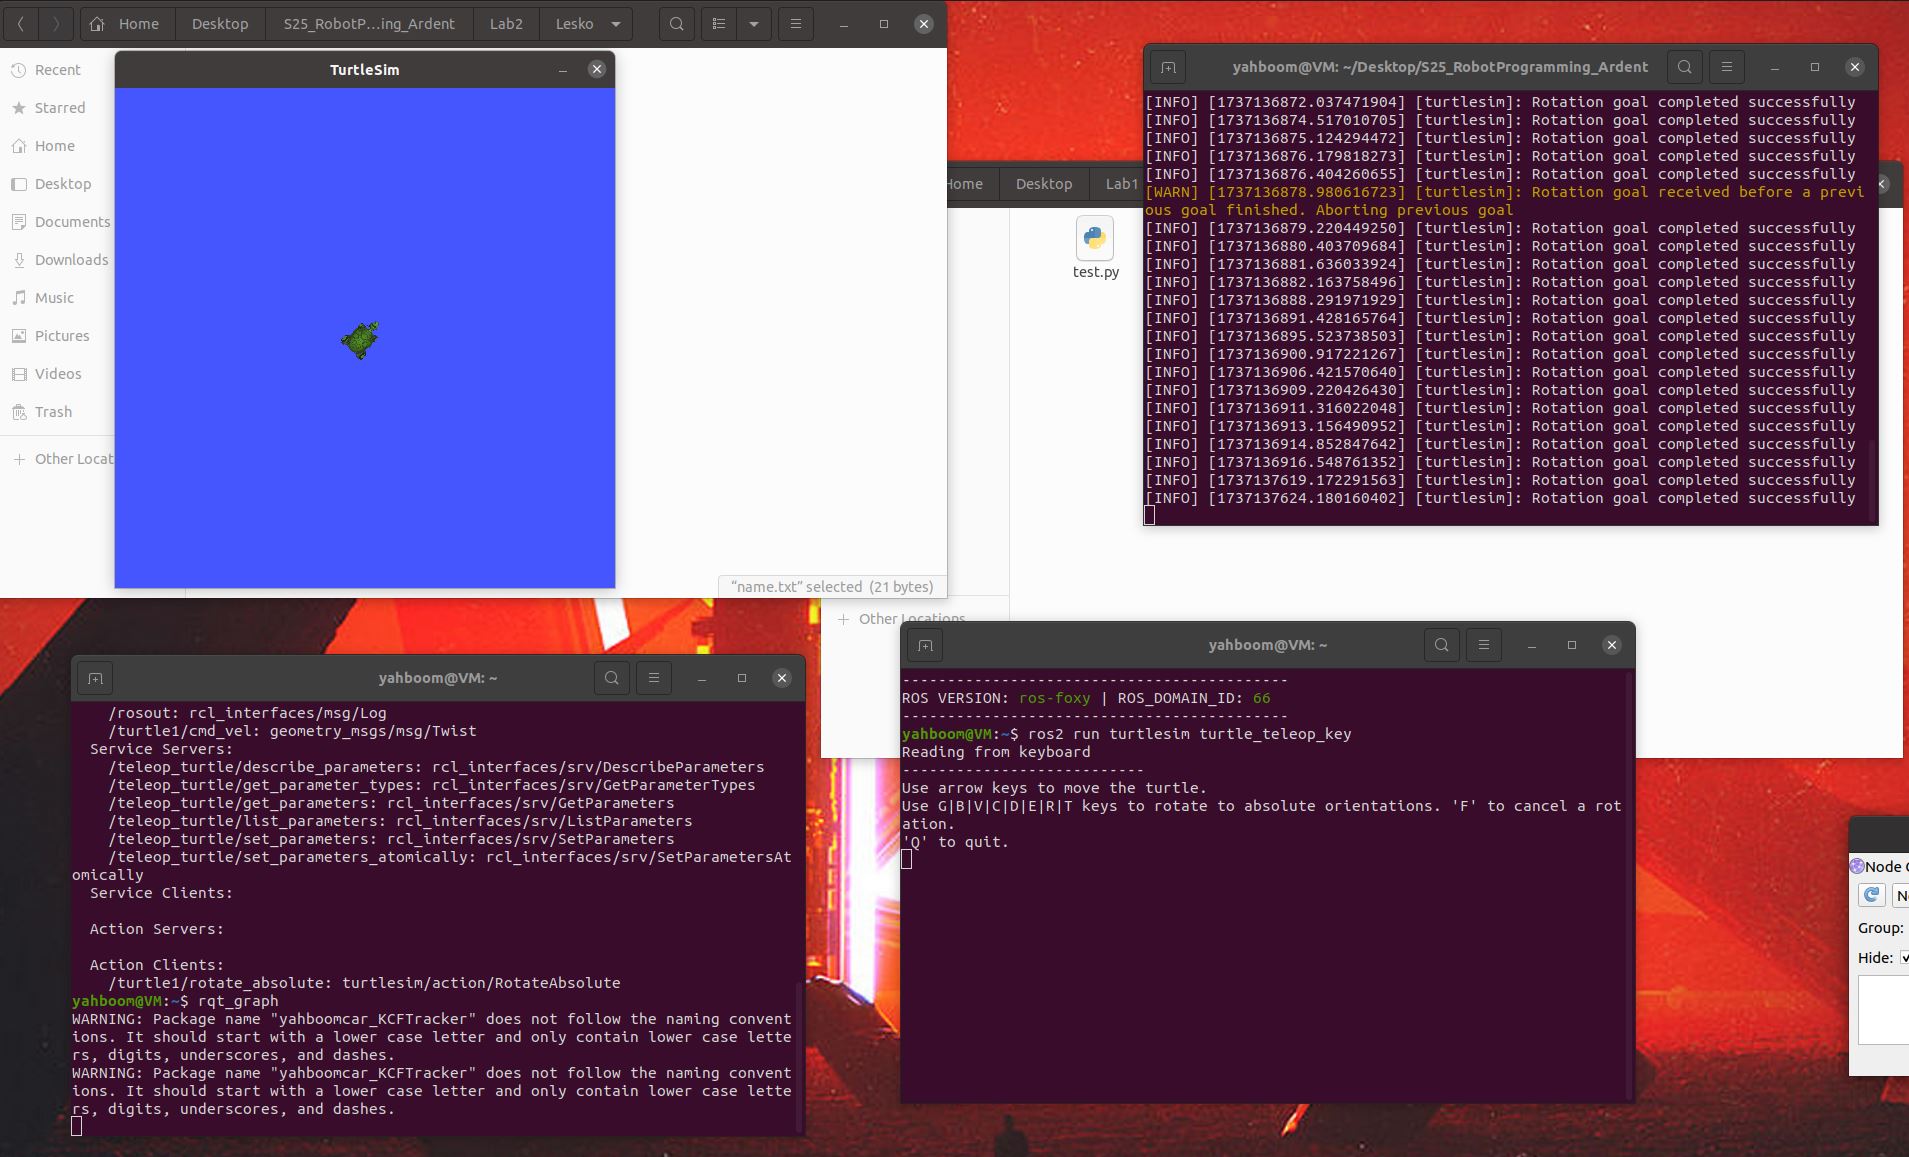 Home Desktop S25_RobotP…ing_Ardent Lab2 Lesko
Recent
Starred
Home
Desktop
Documents
Downloads
Music
Pictures
Videos
Trash
+ Other Locat
TurtleSim
“name.txt” selected (21 bytes)
Home Desktop Lab1
test.py
+ Other Locations
yahboom@VM: ~/Desktop/S25_RobotProgramming_Ardent
[INFO] [1737136872.037471904] [turtlesim]: Rotation goal completed successfully
[INFO] [1737136874.517010705] [turtlesim]: Rotation goal completed successfully
[INFO] [1737136875.124294472] [turtlesim]: Rotation goal completed successfully
[INFO] [1737136876.179818273] [turtlesim]: Rotation goal completed successfully
[INFO] [1737136876.404260655] [turtlesim]: Rotation goal completed successfully
[WARN] [1737136878.980616723] [turtlesim]: Rotation goal received before a previ
ous goal finished. Aborting previous goal
[INFO] [1737136879.220449250] [turtlesim]: Rotation goal completed successfully
[INFO] [1737136880.403709684] [turtlesim]: Rotation goal completed successfully
[INFO] [1737136881.636033924] [turtlesim]: Rotation goal completed successfully
[INFO] [1737136882.163758496] [turtlesim]: Rotation goal completed successfully
[INFO] [1737136888.291971929] [turtlesim]: Rotation goal completed successfully
[INFO] [1737136891.428165764] [turtlesim]: Rotation goal completed successfully
[INFO] [1737136895.523738503] [turtlesim]: Rotation goal completed successfully
[INFO] [1737136900.917221267] [turtlesim]: Rotation goal completed successfully
[INFO] [1737136906.421570640] [turtlesim]: Rotation goal completed successfully
[INFO] [1737136909.220426430] [turtlesim]: Rotation goal completed successfully
[INFO] [1737136911.316022048] [turtlesim]: Rotation goal completed successfully
[INFO] [1737136913.156490952] [turtlesim]: Rotation goal completed successfully
[INFO] [1737136914.852847642] [turtlesim]: Rotation goal completed successfully
[INFO] [1737136916.548761352] [turtlesim]: Rotation goal completed successfully
[INFO] [1737137619.172291563] [turtlesim]: Rotation goal completed successfully
[INFO] [1737137624.180160402] [turtlesim]: Rotation goal completed successfully
yahboom@VM: ~
/rosout: rcl_interfaces/msg/Log
/turtle1/cmd_vel: geometry_msgs/msg/Twist
Service Servers:
/teleop_turtle/describe_parameters: rcl_interfaces/srv/DescribeParameters
/teleop_turtle/get_parameter_types: rcl_interfaces/srv/GetParameterTypes
/teleop_turtle/get_parameters: rcl_interfaces/srv/GetParameters
/teleop_turtle/list_parameters: rcl_interfaces/srv/ListParameters
/teleop_turtle/set_parameters: rcl_interfaces/srv/SetParameters
/teleop_turtle/set_parameters_atomically: rcl_interfaces/srv/SetParametersAt
omically
Service Clients:
Action Servers:
Action Clients:
/turtle1/rotate_absolute: turtlesim/action/RotateAbsolute
yahboom@VM:~$ rqt_graph
WARNING: Package name "yahboomcar_KCFTracker" does not follow the naming convent
ions. It should start with a lower case letter and only contain lower case lette
rs, digits, underscores, and dashes.
WARNING: Package name "yahboomcar_KCFTracker" does not follow the naming convent
ions. It should start with a lower case letter and only contain lower case lette
rs, digits, underscores, and dashes.
yahboom@VM: ~
-------------------------------------------
ROS VERSION: ros-foxy | ROS_DOMAIN_ID: 66
-------------------------------------------
yahboom@VM:~$ ros2 run turtlesim turtle_teleop_key
Reading from keyboard
---------------------------
Use arrow keys to move the turtle.
Use G|B|V|C|D|E|R|T keys to rotate to absolute orientations. 'F' to cancel a rot
ation.
'Q' to quit.
Node
Group:
Hide: